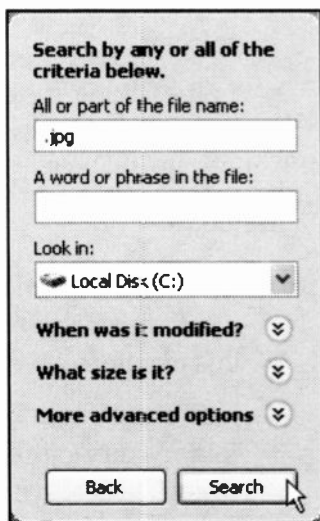 Search by any or all of the
criteria below.
All or part of the file name:
.jpg
A word or phrase in the file:
Look in:
Local Disk (C:)
When was it modified?
What size is it?
More advanced options
Back Search